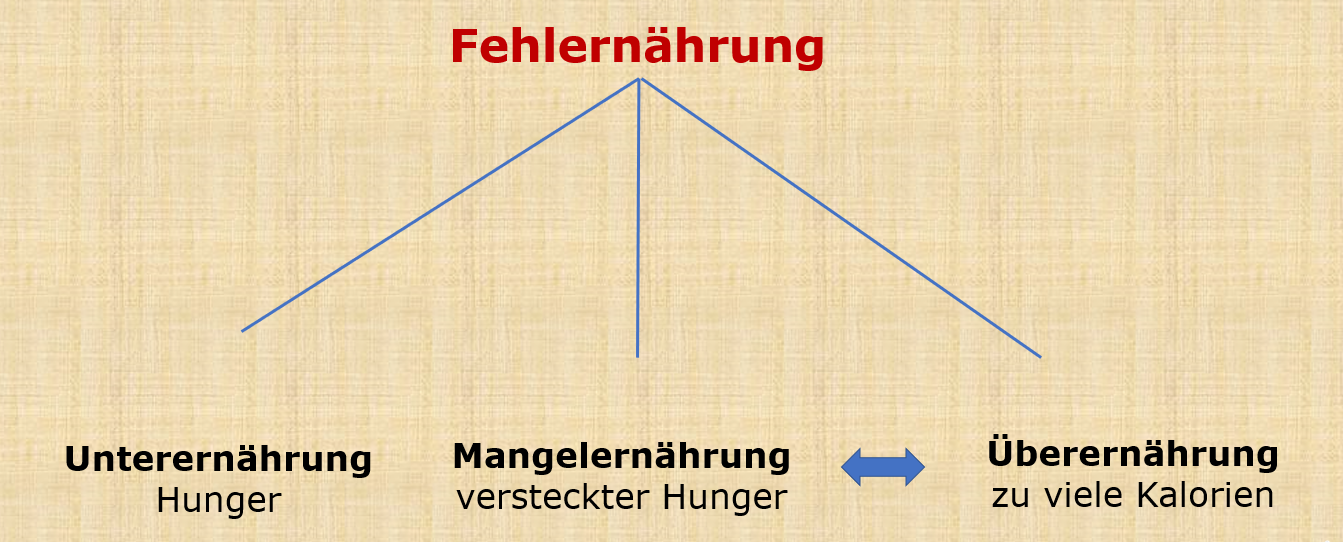 Fehlernährung
Unterernährung
Hunger
Mangelernährung
versteckter Hunger
Überernährung
zu viele Kalorien